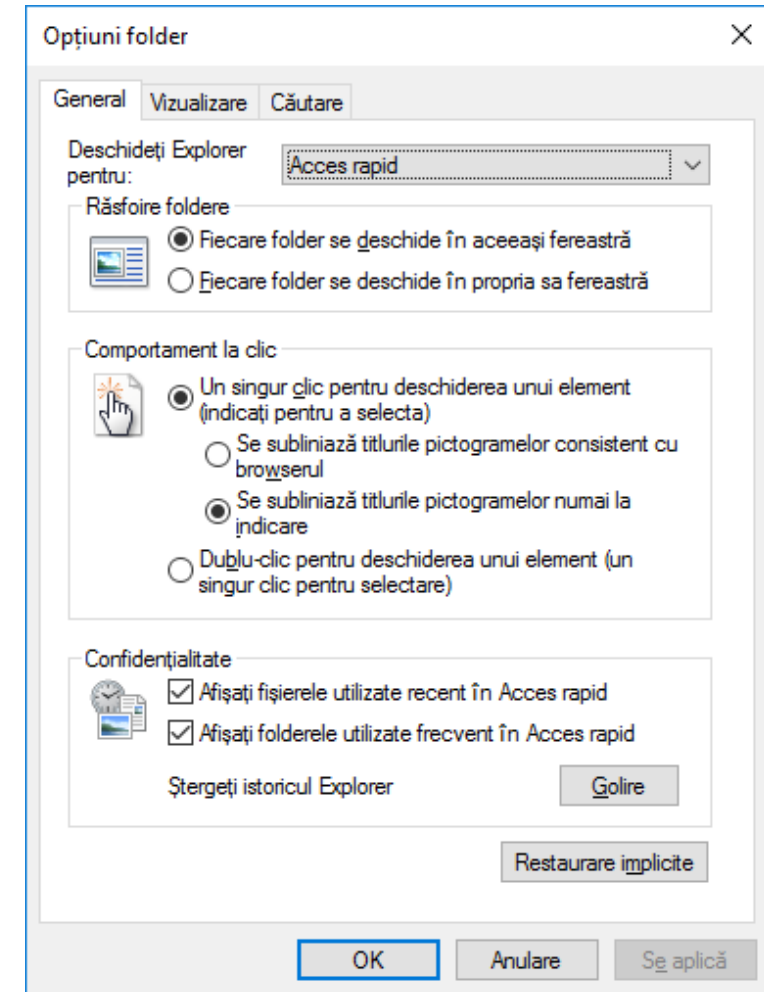 Opțiuni folder
General Vizualizare Căutare
Deschideți Explorer
pentru:
Acces rapid
Răsfoire foldere
Fiecare folder se deschide în aceeași fereastră
Fiecare folder se deschide în propria sa fereastră
Comportament la clic
Un singur clic pentru deschiderea unui element
(indicați pentru a selecta)
Se subliniază titlurile pictogramelor consistent cu
browserul
Se subliniază titlurile pictogramelor numai la
indicare
Dublu-clic pentru deschiderea unui element (un
singur clic pentru selectare)
Confidențialitate
Afișați fișierele utilizate recent în Acces rapid
Afișați folderele utilizate frecvent în Acces rapid
Ștergeți istoricul Explorer
Golire
Restaurare implicite
OK Anulare Se aplică